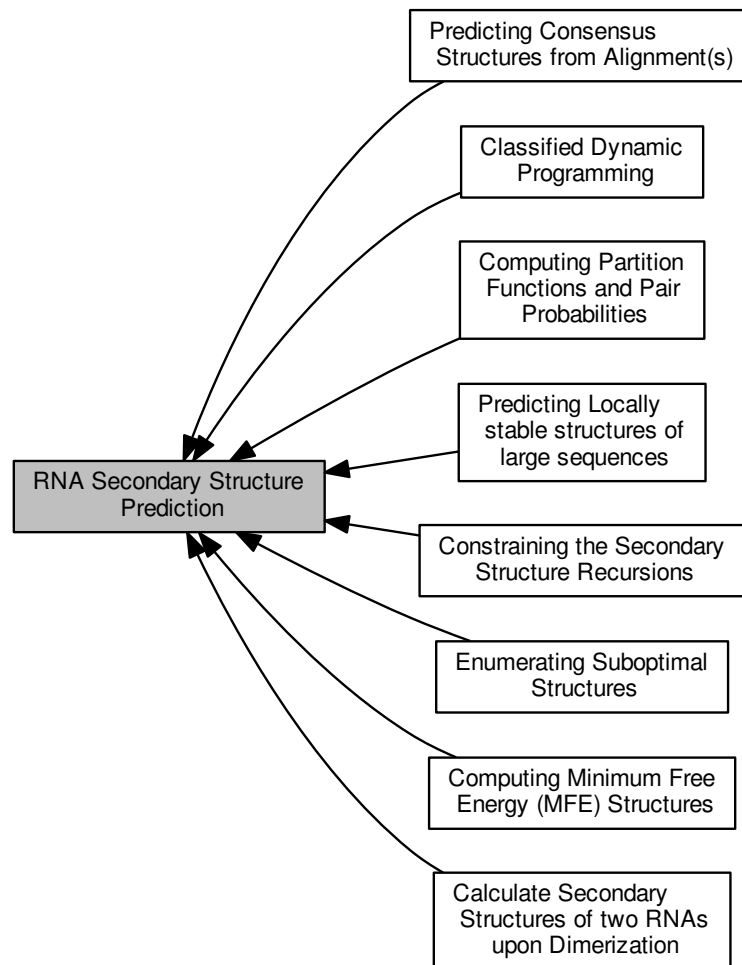 Predicting Consensus
Structures from Alignment(s)
Classified Dynamic
Programming
Computing Partition
Functions and Pair
Probabilities
Predicting Locally
stable structures of
large sequences
RNA Secondary Structure
Prediction
Constraining the Secondary
Structure Recursions
Enumerating Suboptimal
Structures
Computing Minimum Free
Energy (MFE) Structures
Calculate Secondary
Structures of two RNAs
upon Dimerization